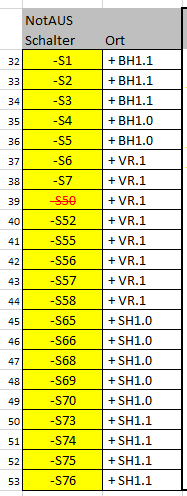 NotAUS
Schalter Ort
32 -S1 + BH1.1
33 -S2 + BH1.1
34 -S3 + BH1.1
35 -S4 + BH1.0
36 -S5 + BH1.0
37 -S6 + VR.1
38 -S7 + VR.1
39 -S50 + VR.1
40 -S52 + VR.1
41 -S55 + VR.1
42 -S56 + VR.1
43 -S57 + VR.1
44 -S58 + VR.1
45 -S65 + SH1.0
46 -S66 + SH1.0
47 -S68 + SH1.0
48 -S69 + SH1.0
49 -S70 + SH1.0
50 -S73 + SH1.1
51 -S74 + SH1.1
52 -S75 + SH1.1
53 -S76 + SH1.1